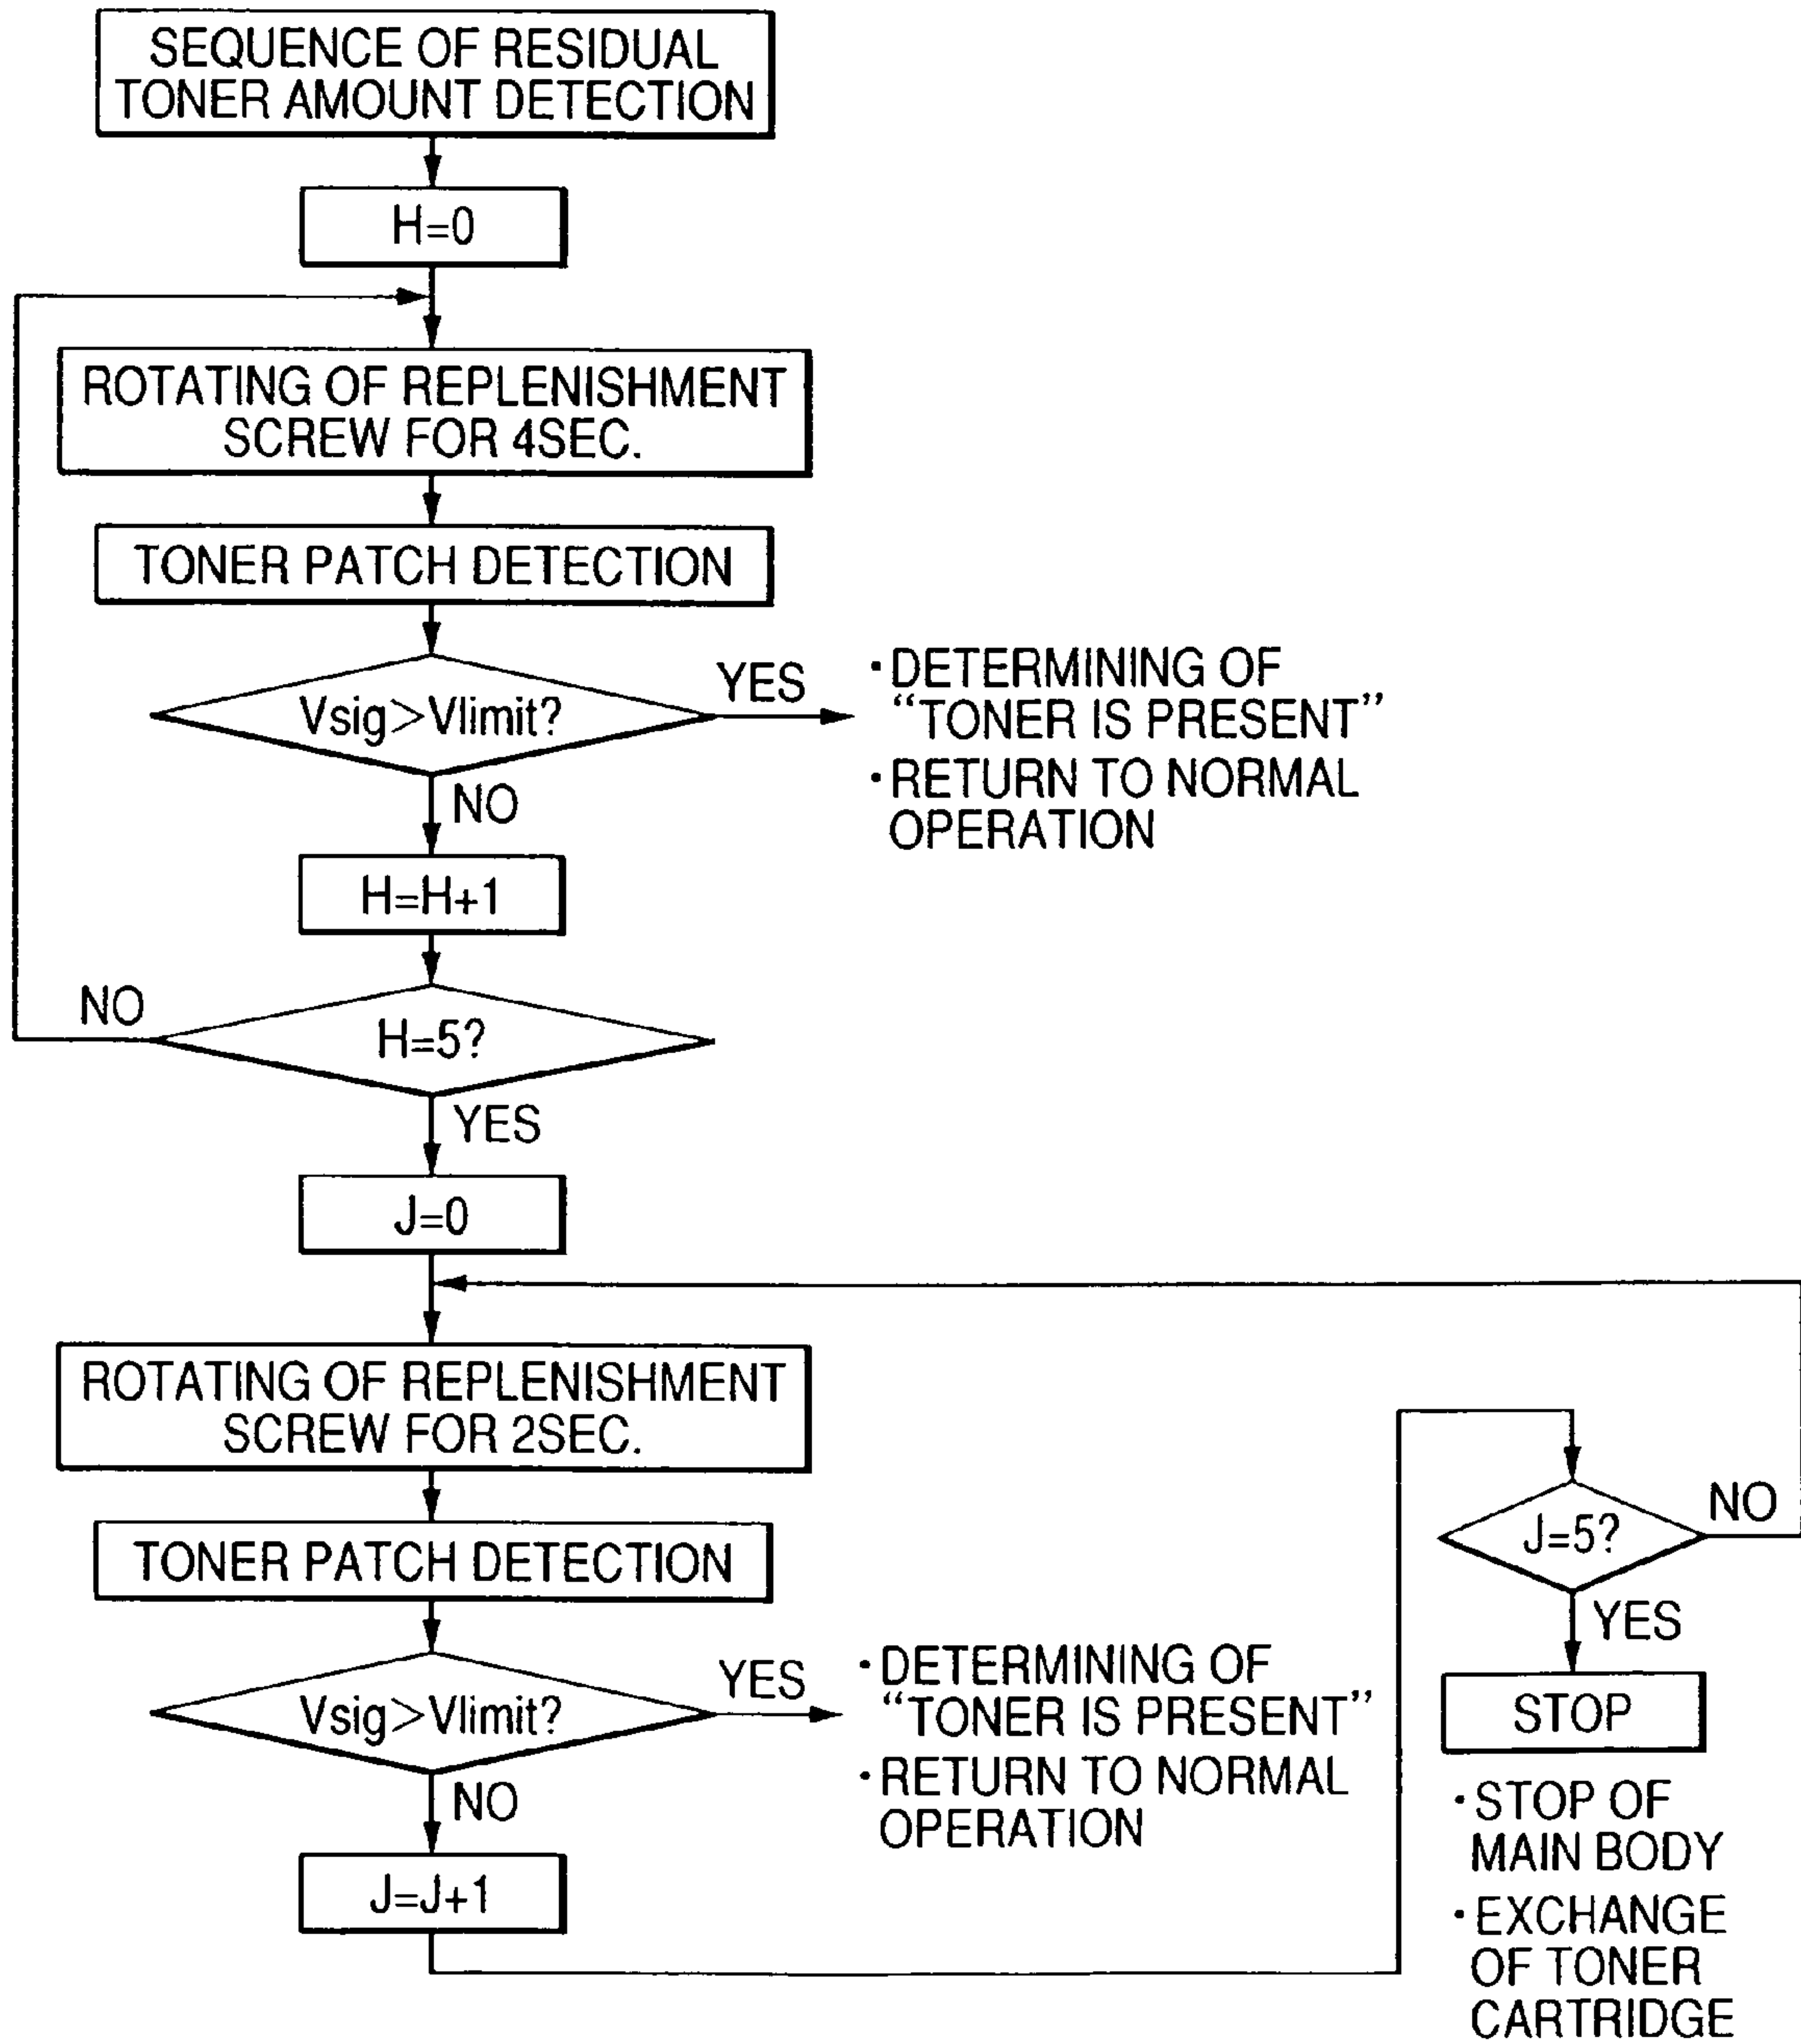 SEQUENCE OF RESIDUAL
TONER AMOUNT DETECTION
H=0
ROTATING OF REPLENISHMENT
SCREW FOR 4SEC.
TONER PATCH DETECTION
Vsig>Vlimit?
YES
・DETERMINING OF
“TONER IS PRESENT”
・RETURN TO NORMAL
OPERATION
NO
H=H+1
NO
H=5?
YES
J=0
ROTATING OF REPLENISHMENT
SCREW FOR 2SEC.
TONER PATCH DETECTION
Vsig>Vlimit?
YES
・DETERMINING OF
“TONER IS PRESENT”
・RETURN TO NORMAL
OPERATION
NO
J=J+1
J=5?
NO
YES
STOP
・STOP OF
MAIN BODY
・EXCHANGE
OF TONER
CARTRIDGE